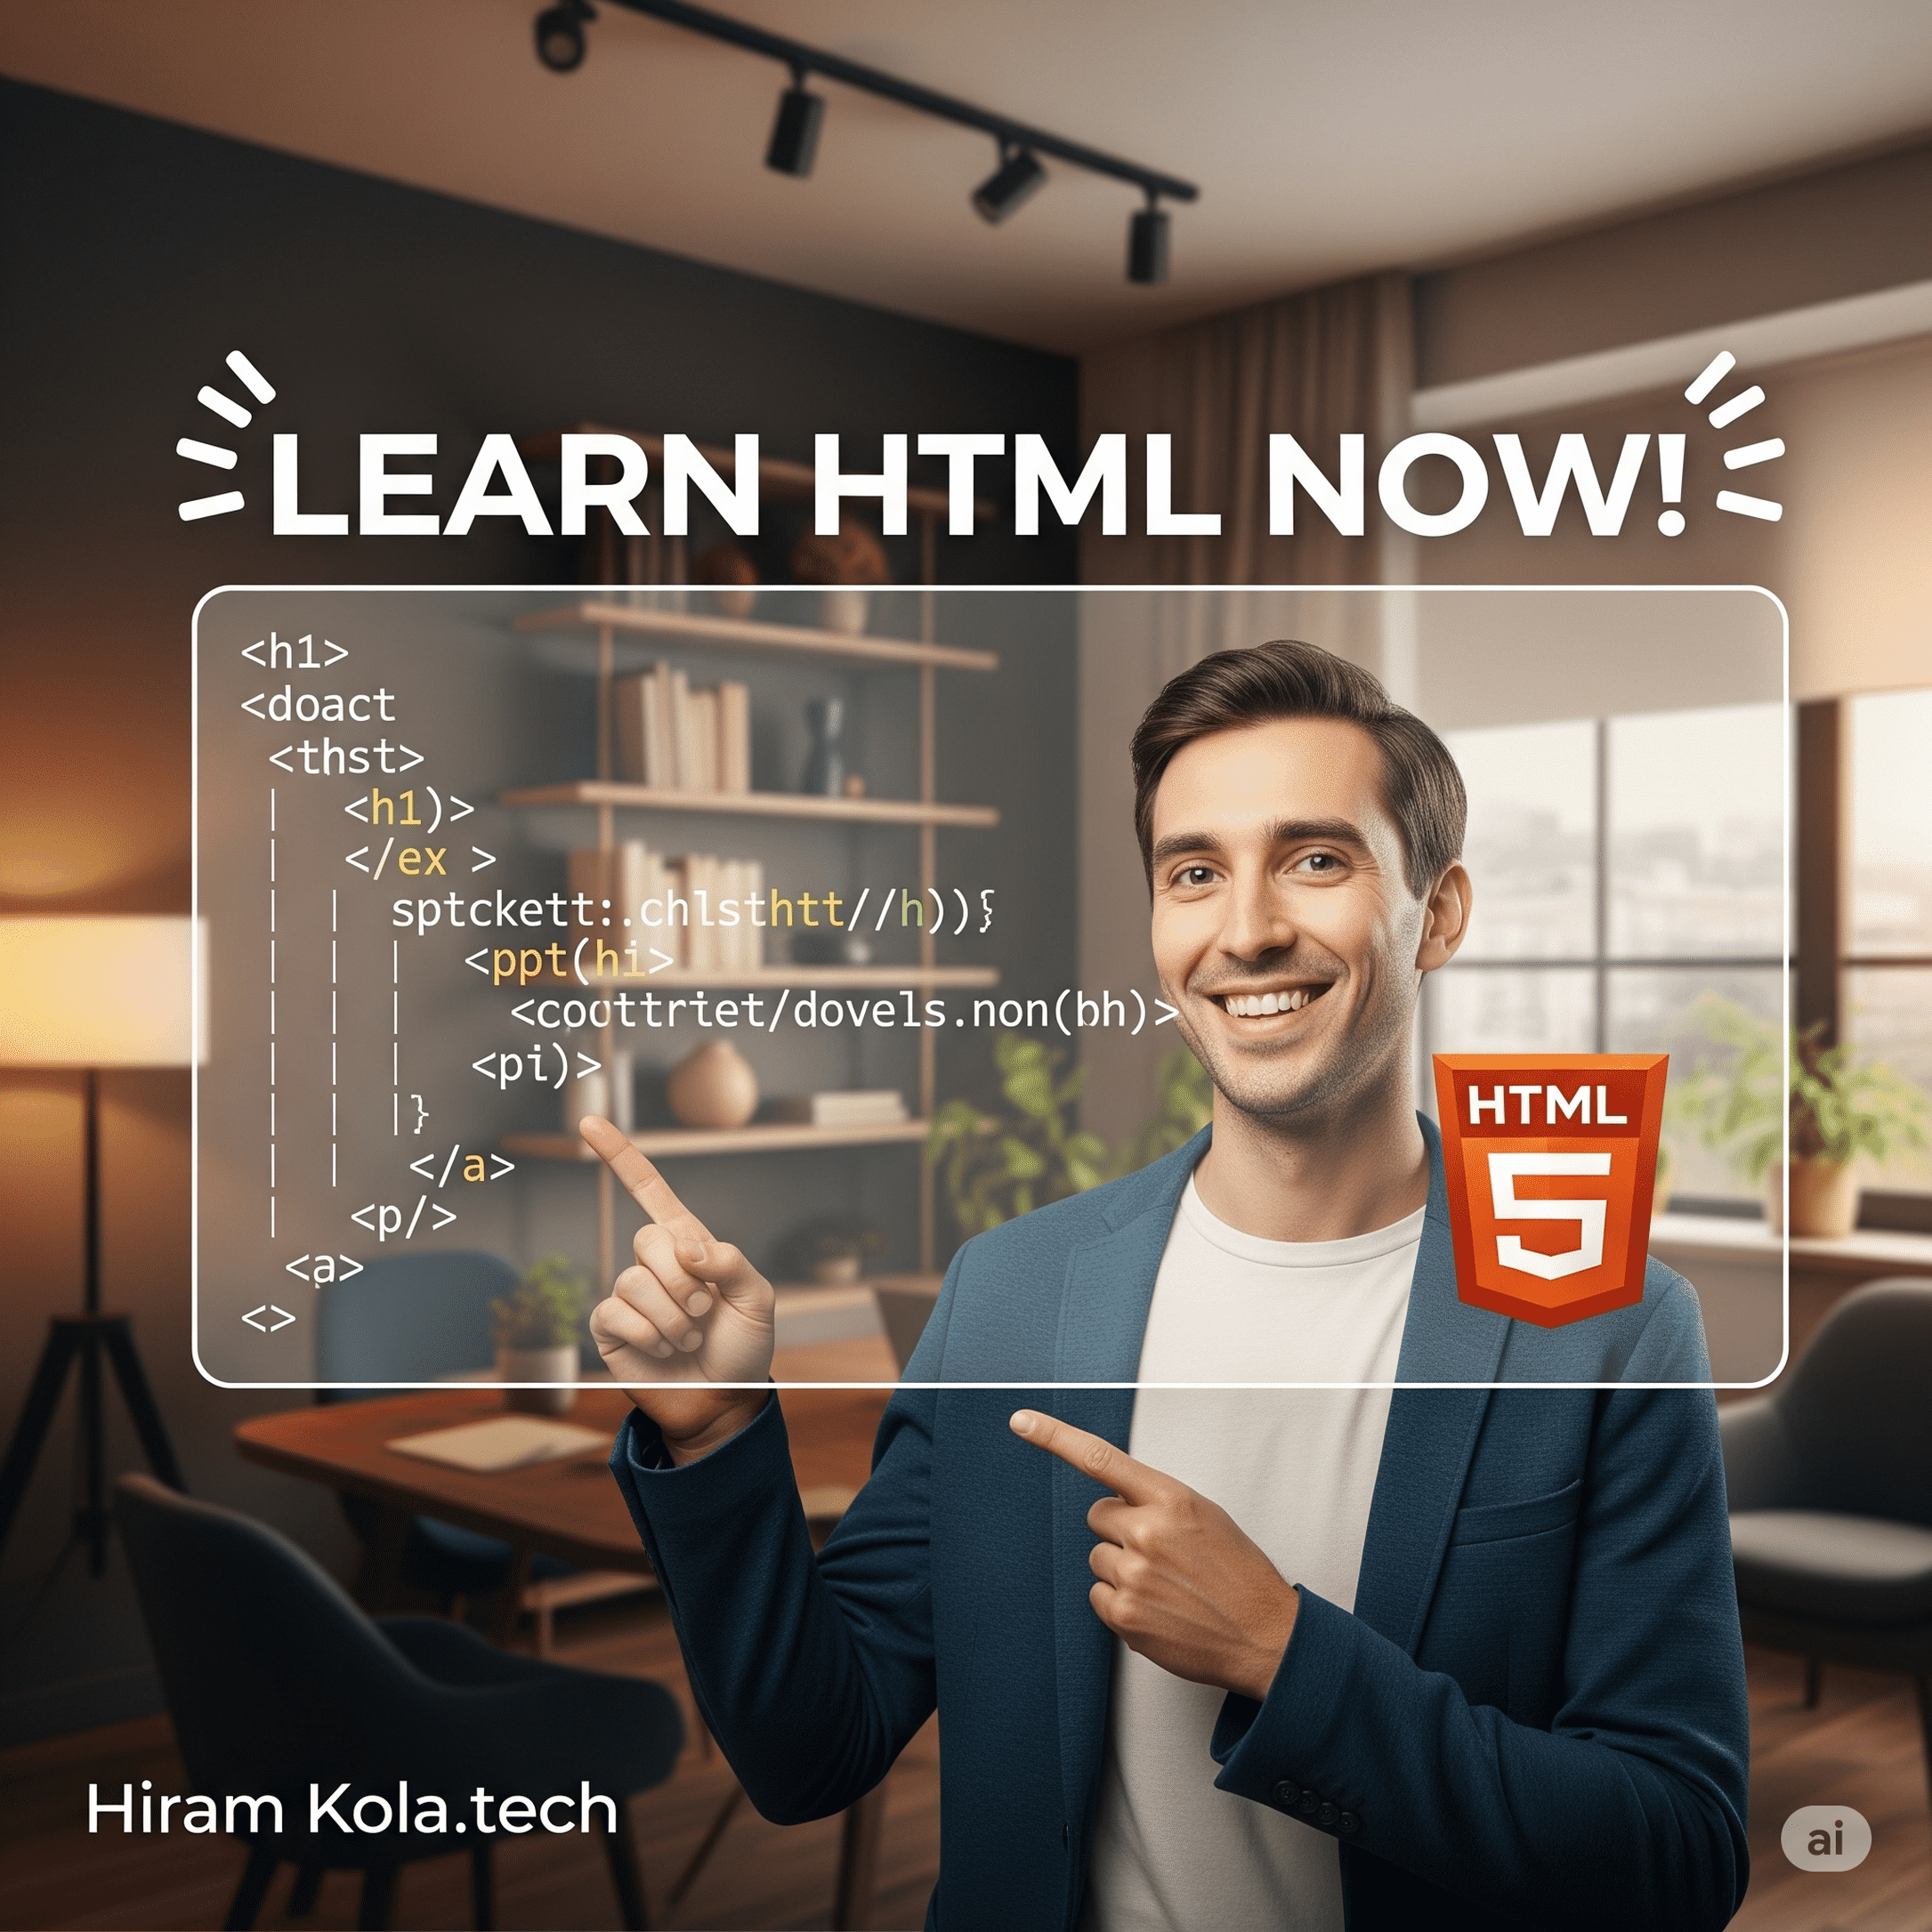 LEARN HTML NOW!
<h1>
<doact
<thst>
| <h1)>
| </ex >
| | sptckett:.chlsthtt//h))}
| | | <ppt(hi>
| | | <coottrtet/dovels.non(bh)>
| | | <pi)>
| | |}
| | </a>
| <p/>
<a>
<>
HTML
5
Hiram Kola.tech
ai